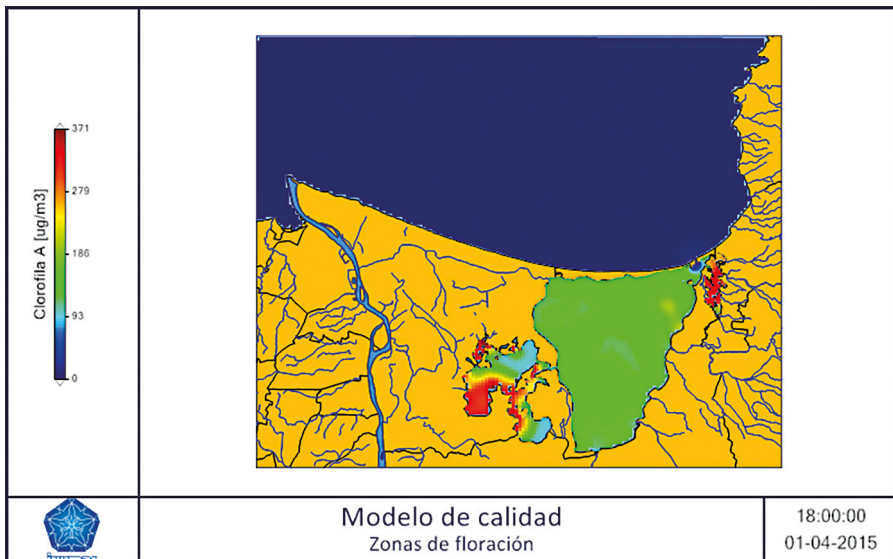 Clorofila A [ug/m3]
371
279
186
93
0
Modelo de calidad
Zonas de floración
18:00:00
01-04-2015